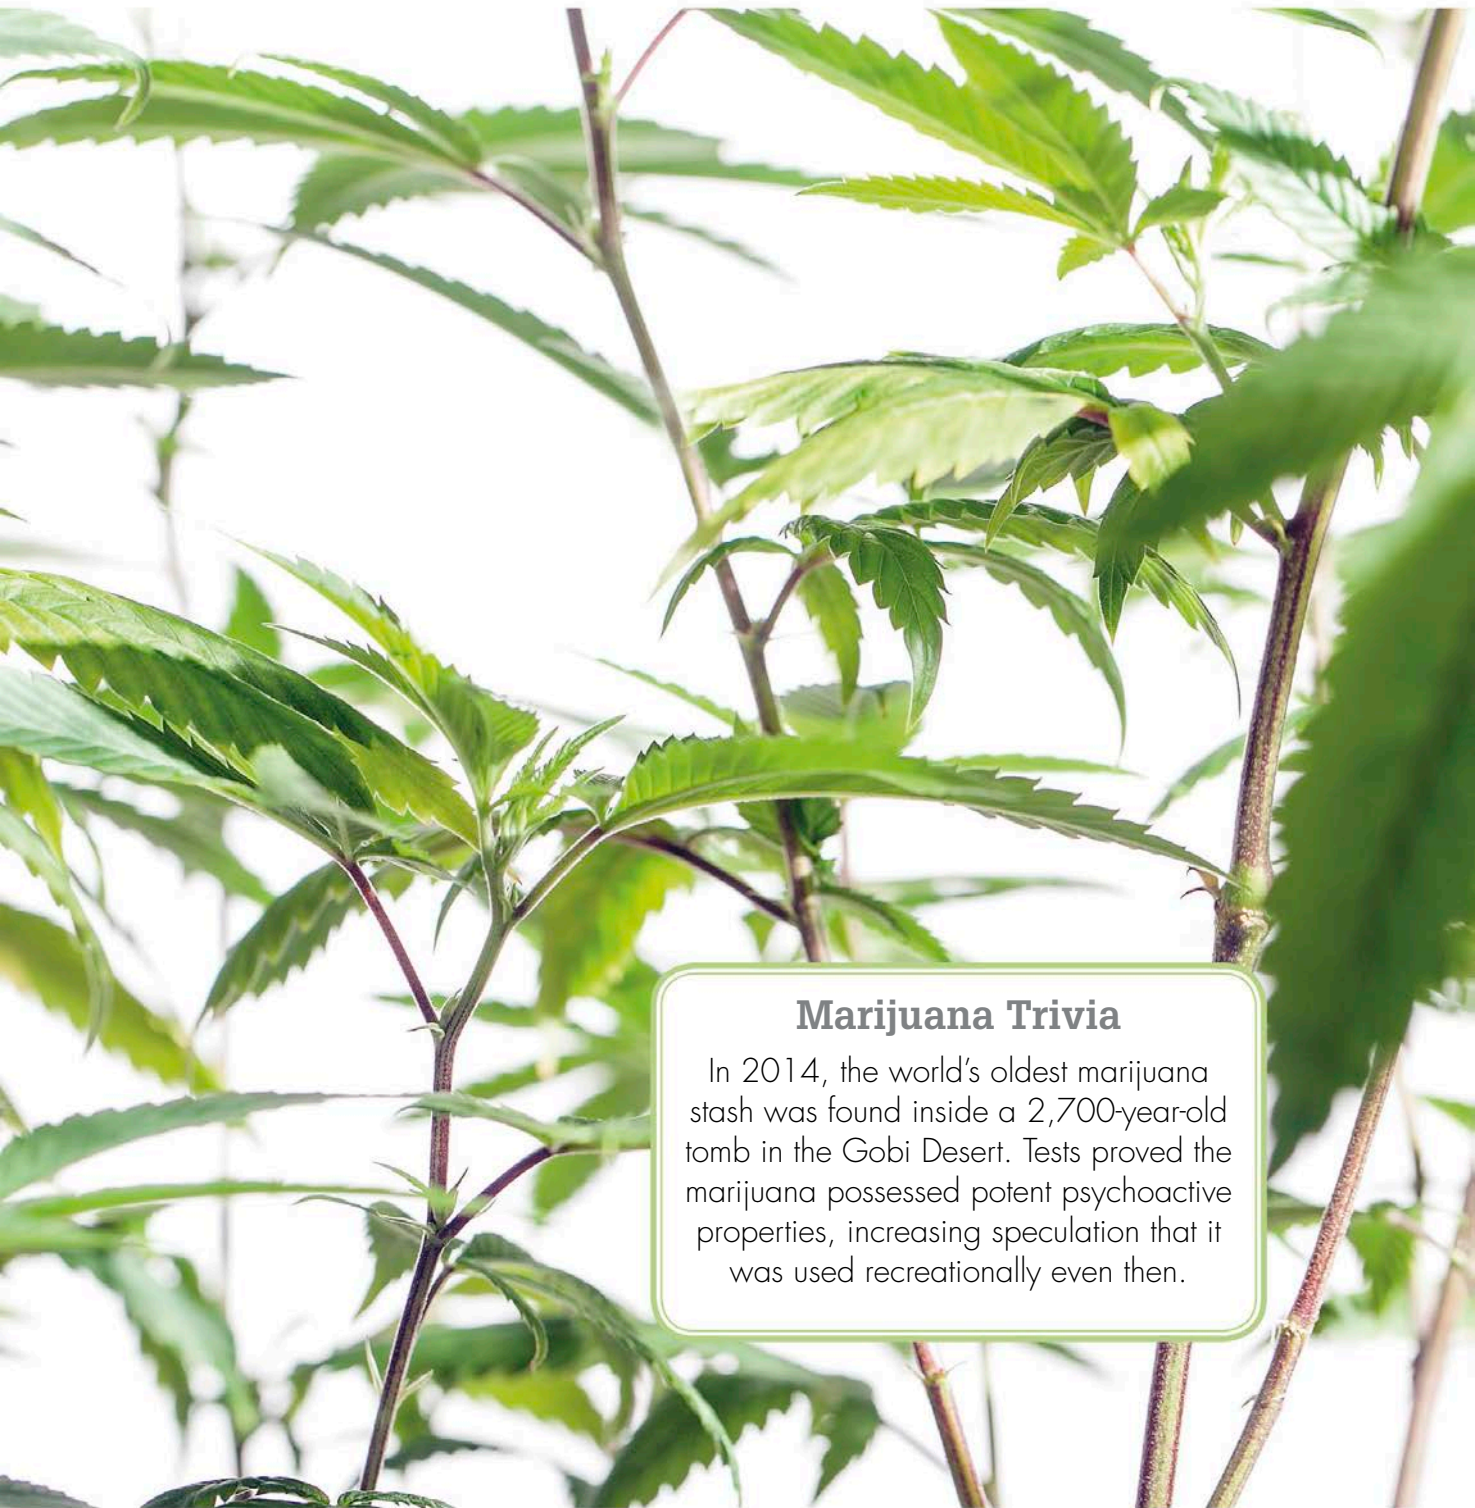 Marijuana Trivia
In 2014, the world’s oldest marijuana
stash was found inside a 2,700-year-old
tomb in the Gobi Desert. Tests proved the
marijuana possessed potent psychoactive
properties, increasing speculation that it
was used recreationally even then.